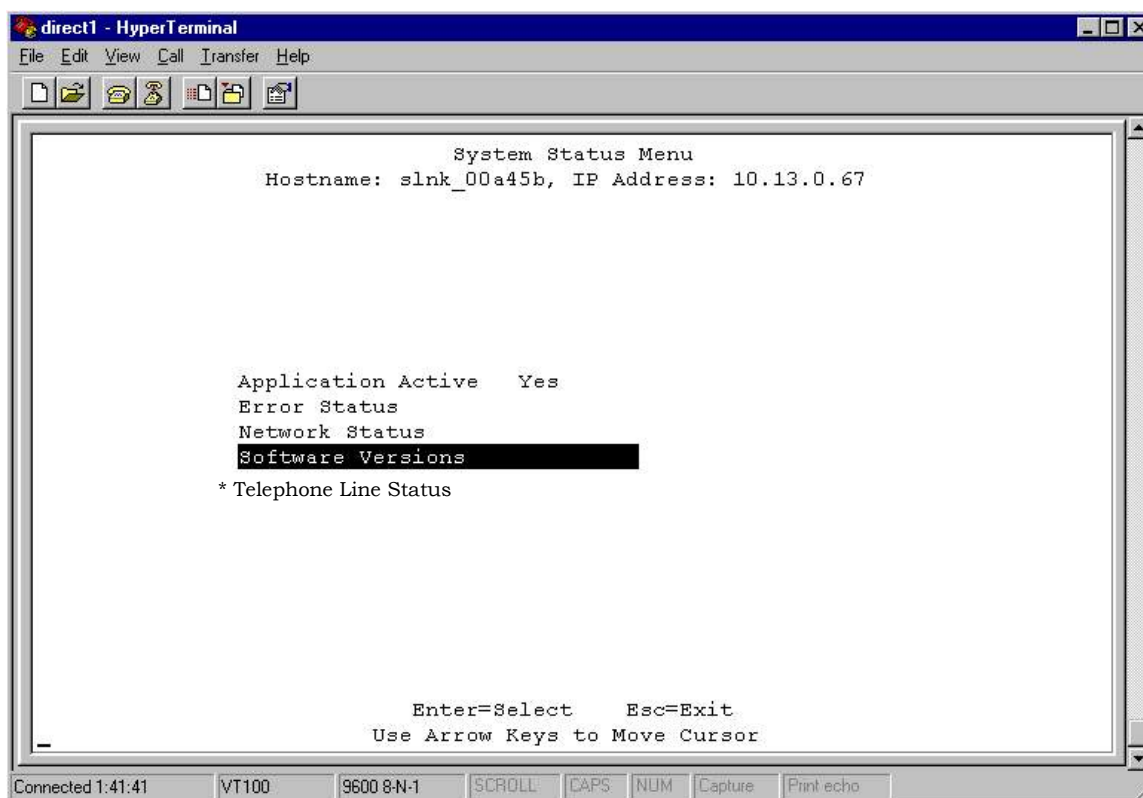 direct1 - HyperTerminal
File Edit View Call Transfer Help
System Status Menu
Hostname: slnk_00a45b, IP Address: 10.13.0.67
Application Active Yes
Error Status
Network Status
Software Versions
* Telephone Line Status
Enter=Select Esc=Exit
Use Arrow Keys to Move Cursor
Connected 1:41:41 VT100 9600 8-N-1 SCROLL CAPS NUM Capture Print echo